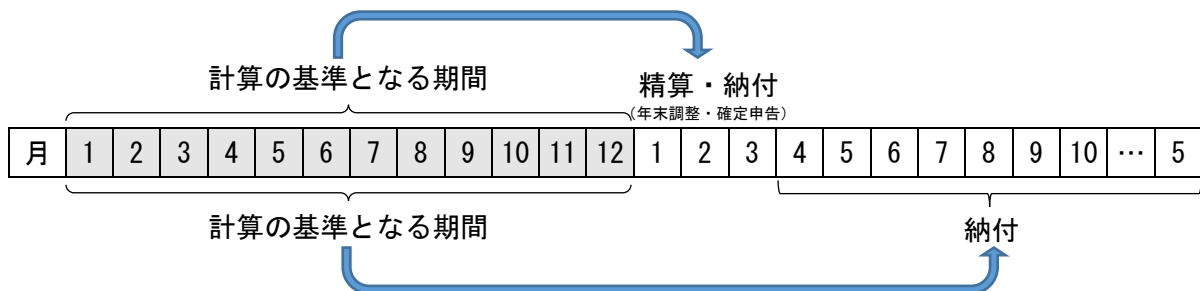 計算の基準となる期間
精算・納付
（年末調整・確定申告）
月 1 2 3 4 5 6 7 8 9 10 11 12 1 2 3 4 5 6 7 8 9 10 … 5
計算の基準となる期間
納付